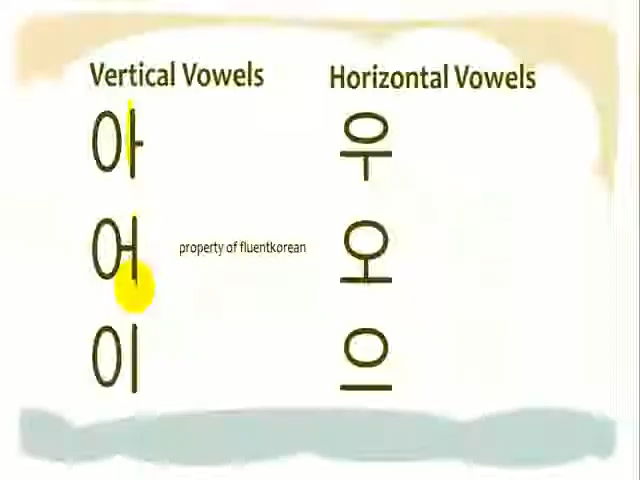 Vertical Vowels Horizontal Vowels
아 우
어 property of fluentkorean 오
이 으